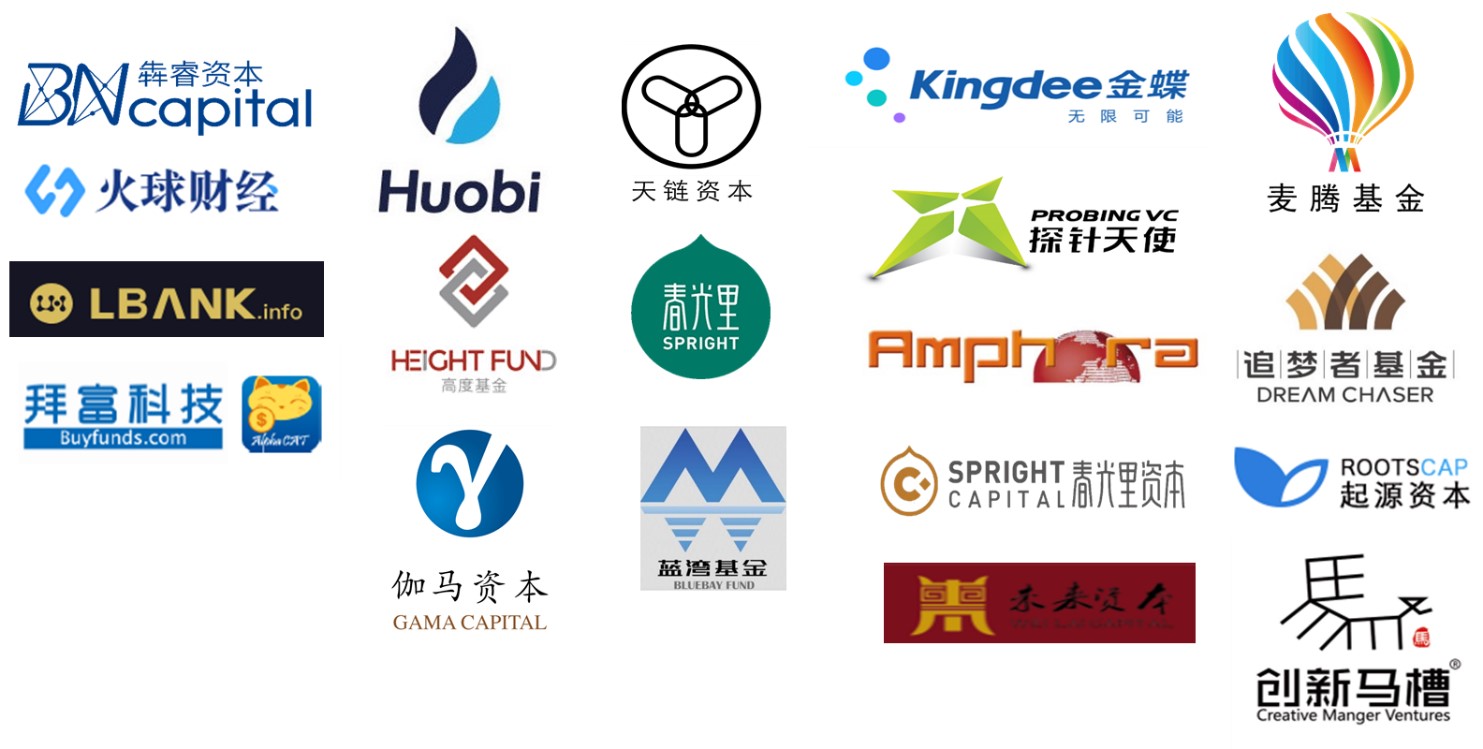 BN
犇睿资本
capital
火球财经
LBANK.info
拜富科技
Buyfunds.com
AlphaCAT
Huobi
HEIGHT FUND
高度基金
γ
伽马资本
GAMA CAPITAL
天链资本
春光里
SPRIGHT
蓝湾基金
BLUEBAY FUND
Kingdee金蝶
无限可能
PROBING VC
探针天使
Amphora
SPRIGHT
CAPITAL
春光里资本
未来资本
麦腾基金
追梦者基金
DREAM CHASER
ROOTSCAP
起源资本
创新马槽®
Creative Manger Ventures